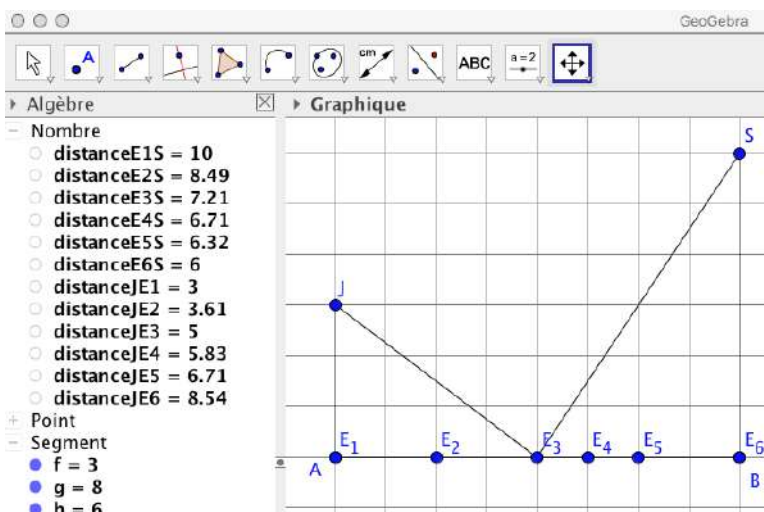 GeoGebra
A
cm
ABC
a=2
Algèbre
Graphique
Nombre
distanceE1S = 10
distanceE2S = 8.49
distanceE3S = 7.21
distanceE4S = 6.71
distanceE5S = 6.32
distanceE6S = 6
distanceJE1 = 3
distanceJE2 = 3.61
distanceJE3 = 5
distanceJE4 = 5.83
distanceJE5 = 6.71
distanceJE6 = 8.54
Point
Segment
f = 3
g = 8
h = 6
S
J
E₁ E₂ E₃ E₄ E₅ E₆
A B